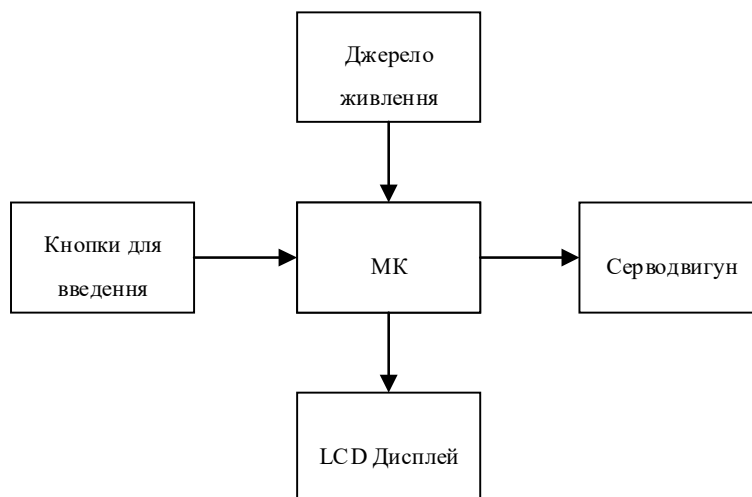 Джерело
живлення
Кнопки для
введення
МК
Серводвигун
LCD Дисплей